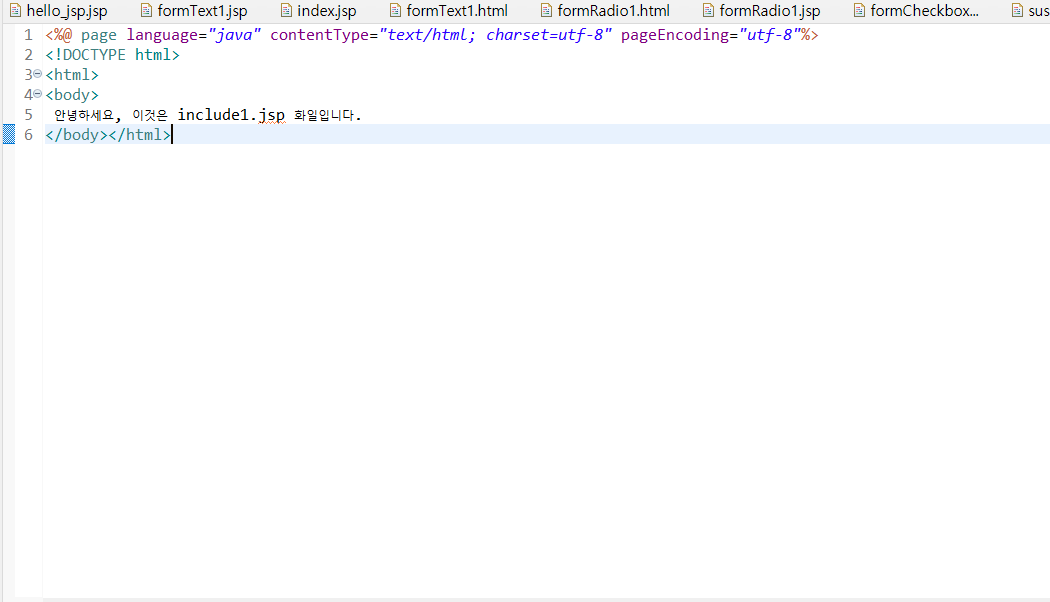 hello_jsp.jsp formText1.jsp index.jsp formText1.html formRadio1.html formRadio1.jsp formCheckbox... sus
1 <%@ page language="java" contentType="text/html; charset=utf-8" pageEncoding="utf-8"%>
2 <!DOCTYPE html>
3 <html>
4 <body>
5 안녕하세요, 이것은 include1.jsp 화일입니다.
6 </body></html>